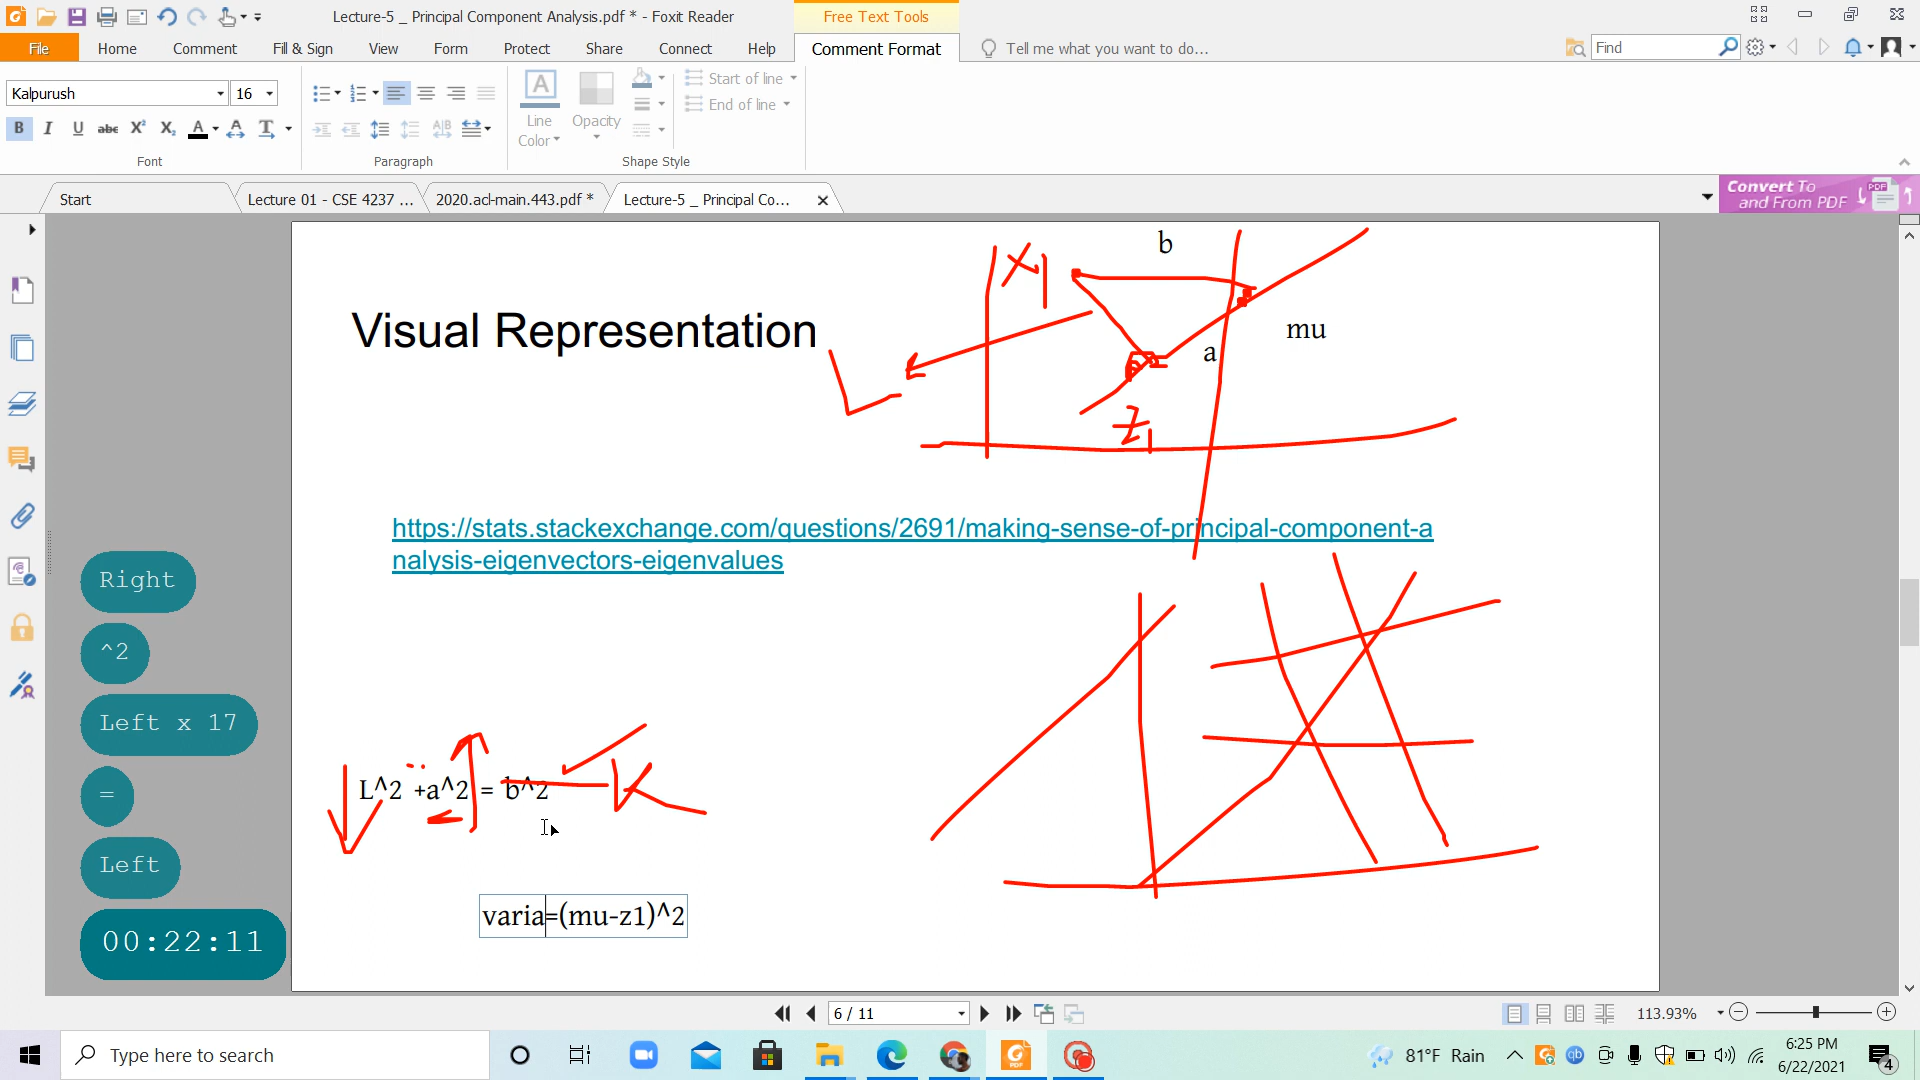 Lecture-5 _ Principal Component Analysis.pdf * - Foxit Reader
Free Text Tools
File Home Comment Fill & Sign View Form Protect Share Connect Help Comment Format Tell me what you want to do... Find
Kalpurush 16 Start of line
End of line
Line Color Opacity
B I U abc X² X₂ A A T
Font Paragraph Shape Style
Start Lecture 01 - CSE 4237 ... 2020.acl-main.443.pdf * Lecture-5 _ Principal Co... Convert To and From PDF
b
X1
Visual Representation
mu
a
L
Z1
https://stats.stackexchange.com/questions/2691/making-sense-of-principal-component-a
nalysis-eigenvectors-eigenvalues
Right
^2
Left x 17
=
Left
00:22:11
L^2 +a^2 = b^2 K
varia=(mu-z1)^2
6 / 11 113.93%
Type here to search 81°F Rain 6:25 PM
6/22/2021 4